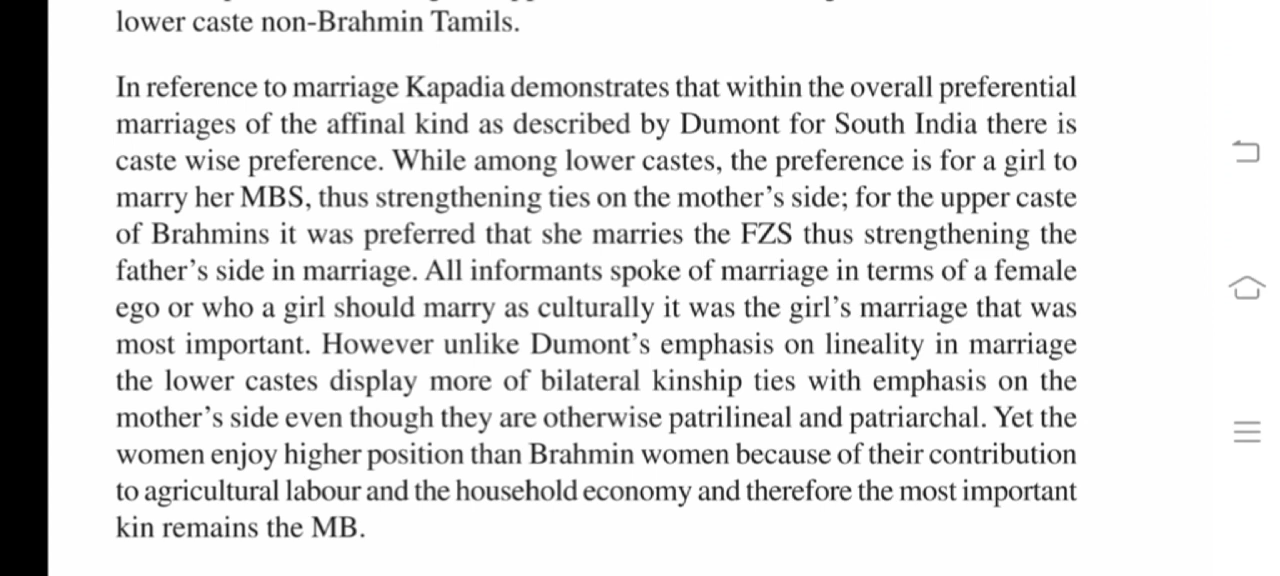 lower caste non-Brahmin Tamils.
In reference to marriage Kapadia demonstrates that within the overall preferential
marriages of the affinal kind as described by Dumont for South India there is
caste wise preference. While among lower castes, the preference is for a girl to
marry her MBS, thus strengthening ties on the mother’s side; for the upper caste
of Brahmins it was preferred that she marries the FZS thus strengthening the
father’s side in marriage. All informants spoke of marriage in terms of a female
ego or who a girl should marry as culturally it was the girl’s marriage that was
most important. However unlike Dumont’s emphasis on lineality in marriage
the lower castes display more of bilateral kinship ties with emphasis on the
mother’s side even though they are otherwise patrilineal and patriarchal. Yet the
women enjoy higher position than Brahmin women because of their contribution
to agricultural labour and the household economy and therefore the most important
kin remains the MB.